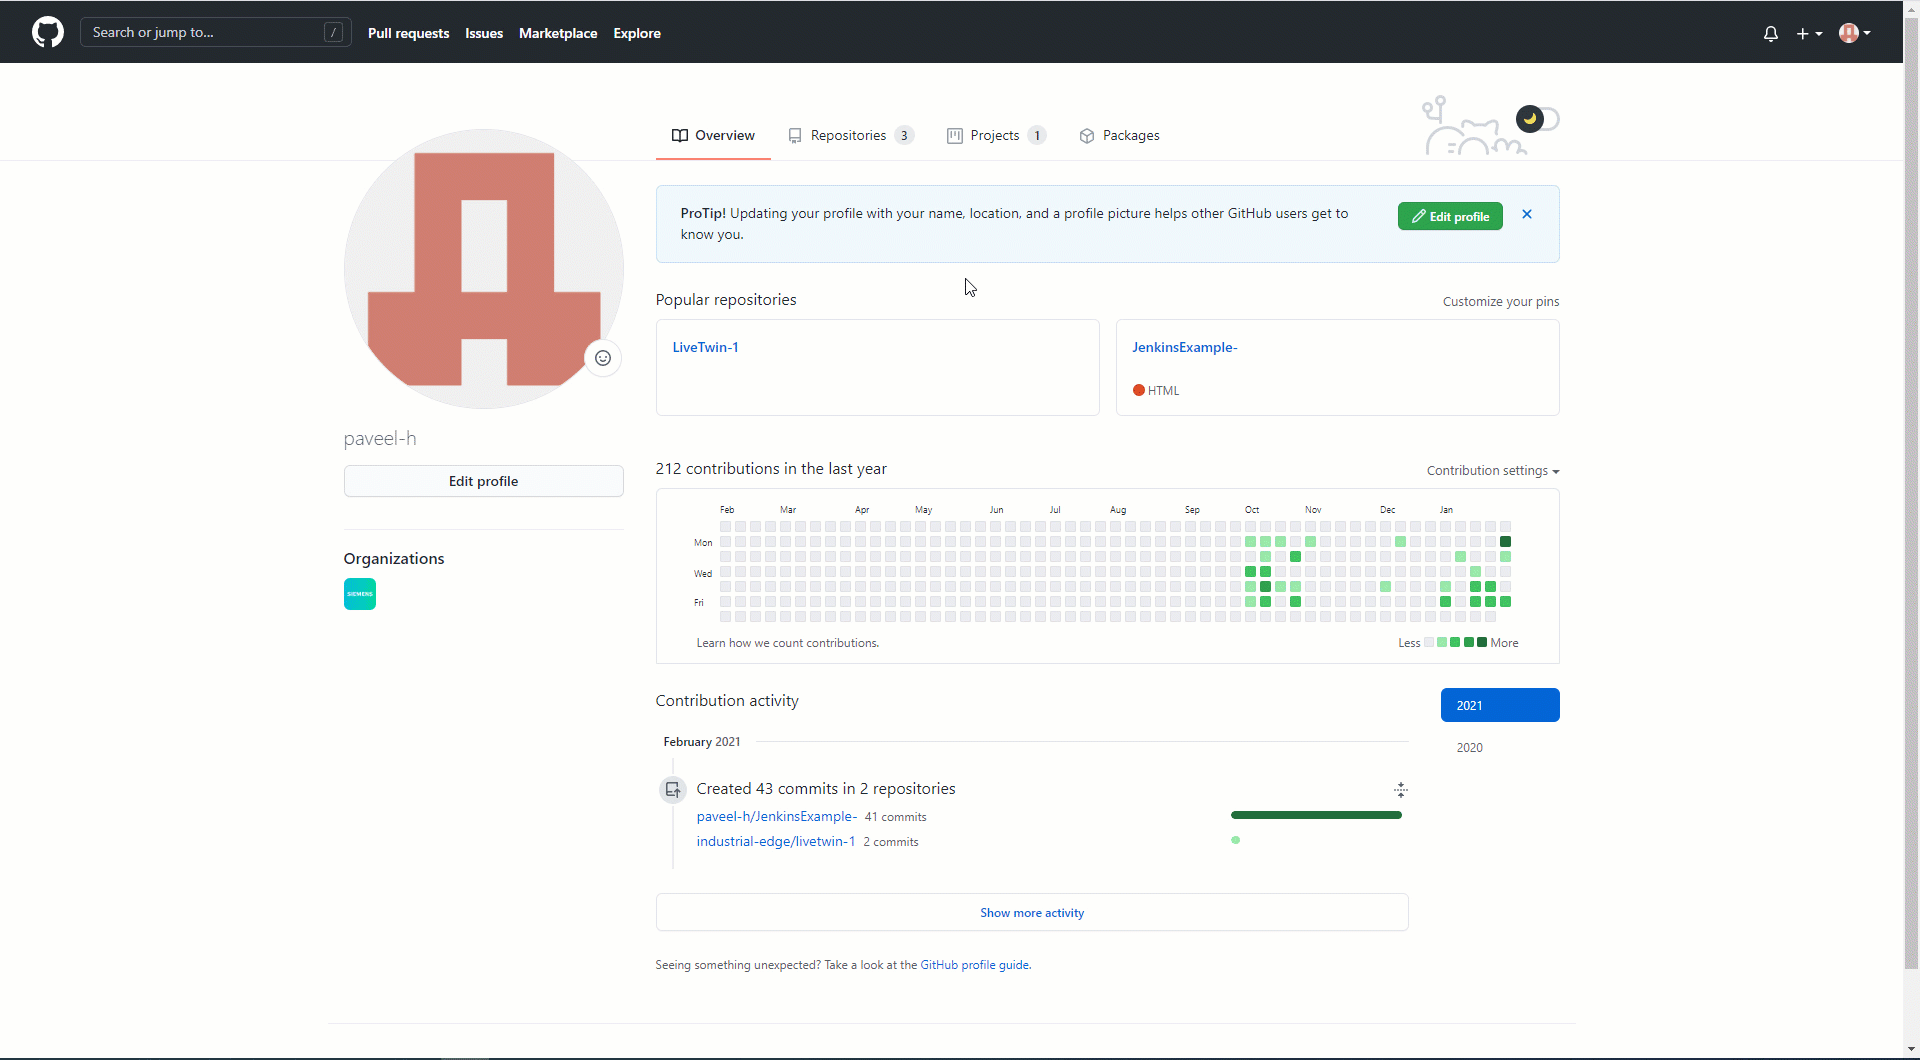 Search or jump to... /
Pull requests Issues Marketplace Explore
Overview Repositories 3 Projects 1 Packages
ProTip! Updating your profile with your name, location, and a profile picture helps other GitHub users get to
know you.
Edit profile
Popular repositories
Customize your pins
LiveTwin-1
JenkinsExample-
HTML
paveel-h
Edit profile
Organizations
SIEMENS
212 contributions in the last year
Contribution settings
Feb Mar Apr May Jun Jul Aug Sep Oct Nov Dec Jan
Mon
Wed
Fri
Learn how we count contributions.
Less More
Contribution activity
2021
2020
February 2021
Created 43 commits in 2 repositories
paveel-h/JenkinsExample- 41 commits
industrial-edge/livetwin-1 2 commits
Show more activity
Seeing something unexpected? Take a look at the GitHub profile guide.